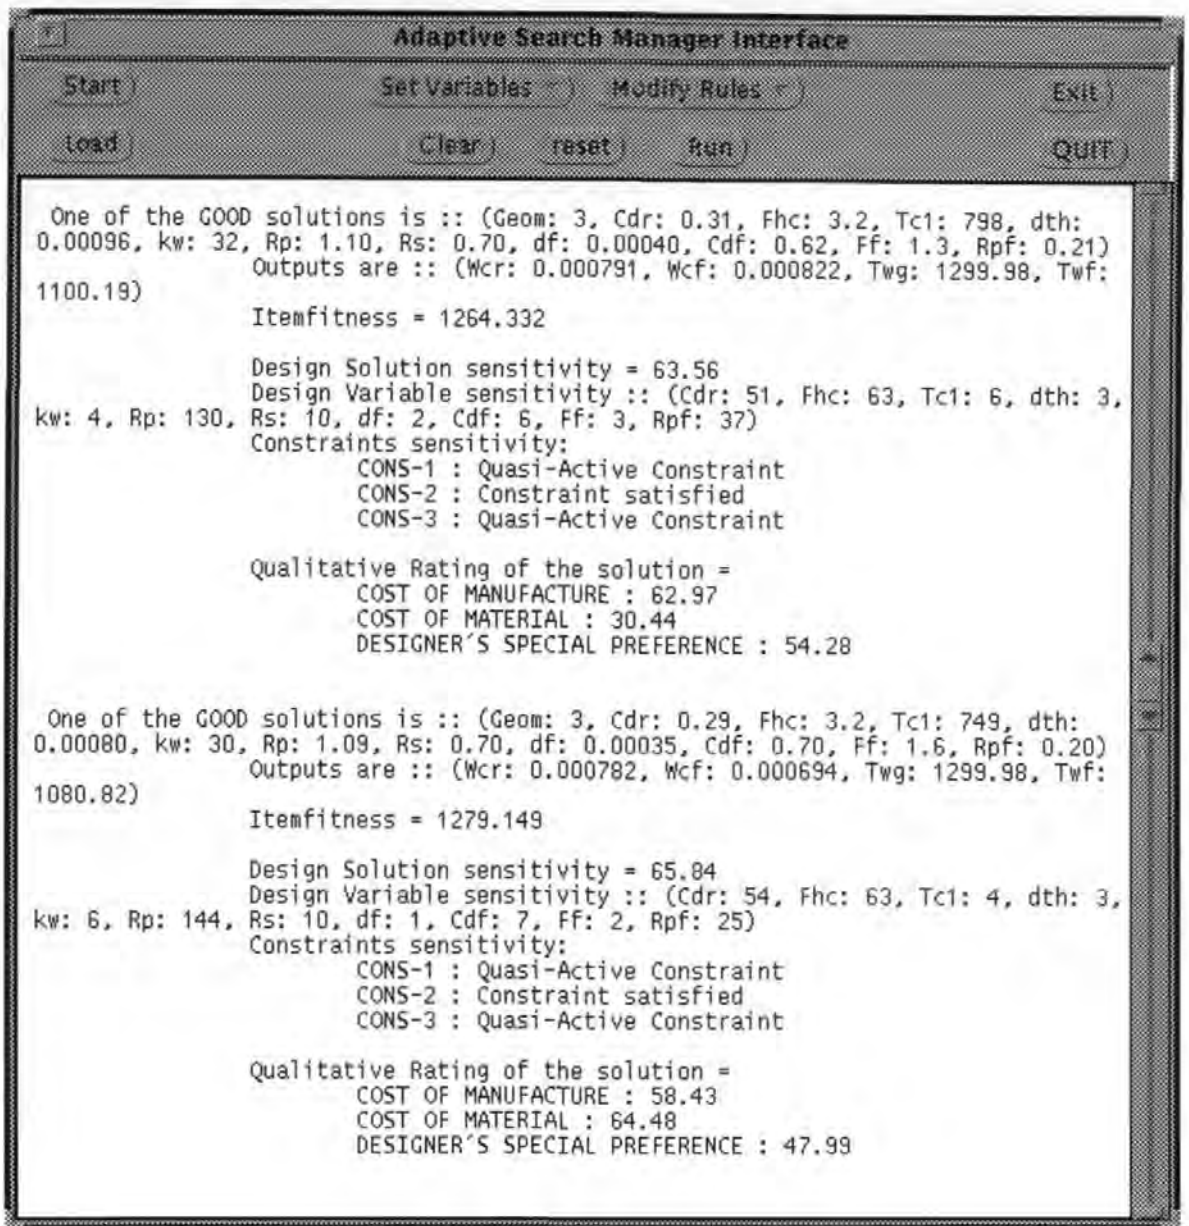 Adaptive Search Manager Interface
Start Set Variables Modify Rules Exit
Load Clear reset Run QUIT
One of the GOOD solutions is :: (Geom: 3, Cdr: 0.31, Fhc: 3.2, Tc1: 798, dth:
0.00096, kw: 32, Rp: 1.10, Rs: 0.70, df: 0.00040, Cdf: 0.62, Ff: 1.3, Rpf: 0.21)
Outputs are :: (Wcr: 0.000791, Wcf: 0.000822, Twg: 1299.98, Twf:
1100.19)
Itemfitness = 1264.332
Design Solution sensitivity = 63.56
Design Variable sensitivity :: (Cdr: 51, Fhc: 63, Tc1: 6, dth: 3,
kw: 4, Rp: 130, Rs: 10, df: 2, Cdf: 6, Ff: 3, Rpf: 37)
Constraints sensitivity:
CONS-1 : Quasi-Active Constraint
CONS-2 : Constraint satisfied
CONS-3 : Quasi-Active Constraint
Qualitative Rating of the solution =
COST OF MANUFACTURE : 62.97
COST OF MATERIAL : 30.44
DESIGNER'S SPECIAL PREFERENCE : 54.28
One of the GOOD solutions is :: (Geom: 3, Cdr: 0.29, Fhc: 3.2, Tc1: 749, dth:
0.00080, kw: 30, Rp: 1.09, Rs: 0.70, df: 0.00035, Cdf: 0.70, Ff: 1.6, Rpf: 0.20)
Outputs are :: (Wcr: 0.000782, Wcf: 0.000694, Twg: 1299.98, Twf:
1080.82)
Itemfitness = 1279.149
Design Solution sensitivity = 65.84
Design Variable sensitivity :: (Cdr: 54, Fhc: 63, Tc1: 4, dth: 3,
kw: 6, Rp: 144, Rs: 10, df: 1, Cdf: 7, Ff: 2, Rpf: 25)
Constraints sensitivity:
CONS-1 : Quasi-Active Constraint
CONS-2 : Constraint satisfied
CONS-3 : Quasi-Active Constraint
Qualitative Rating of the solution =
COST OF MANUFACTURE : 58.43
COST OF MATERIAL : 64.48
DESIGNER'S SPECIAL PREFERENCE : 47.99